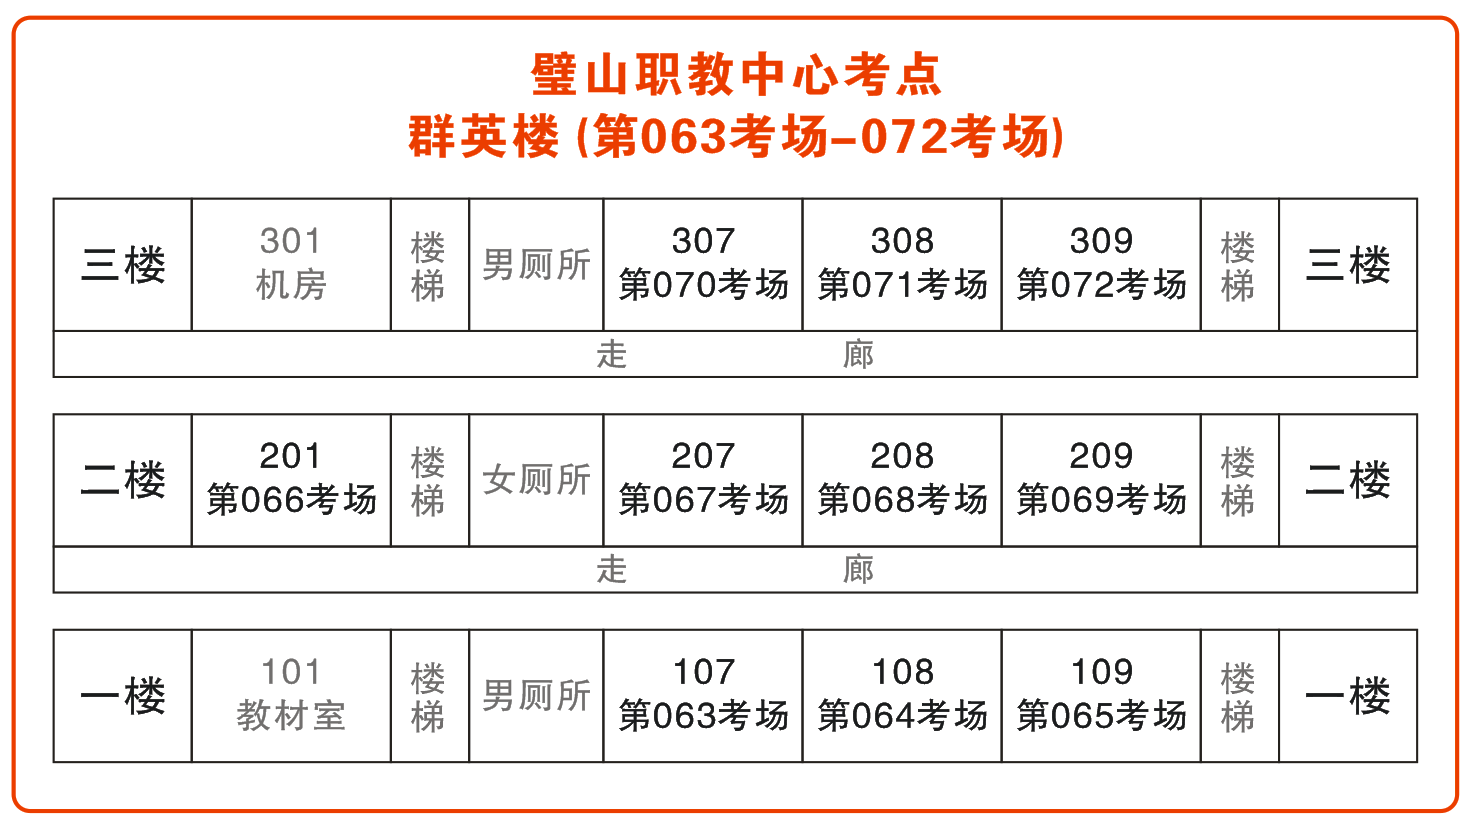 璧山职教中心考点
群英楼 (第063考场–072考场)
三楼
301
机房
楼梯
男厕所
307
第070考场
308
第071考场
309
第072考场
楼梯
三楼
走 廊
二楼
201
第066考场
楼梯
女厕所
207
第067考场
208
第068考场
209
第069考场
楼梯
二楼
走 廊
一楼
101
教材室
楼梯
男厕所
107
第063考场
108
第064考场
109
第065考场
楼梯
一楼